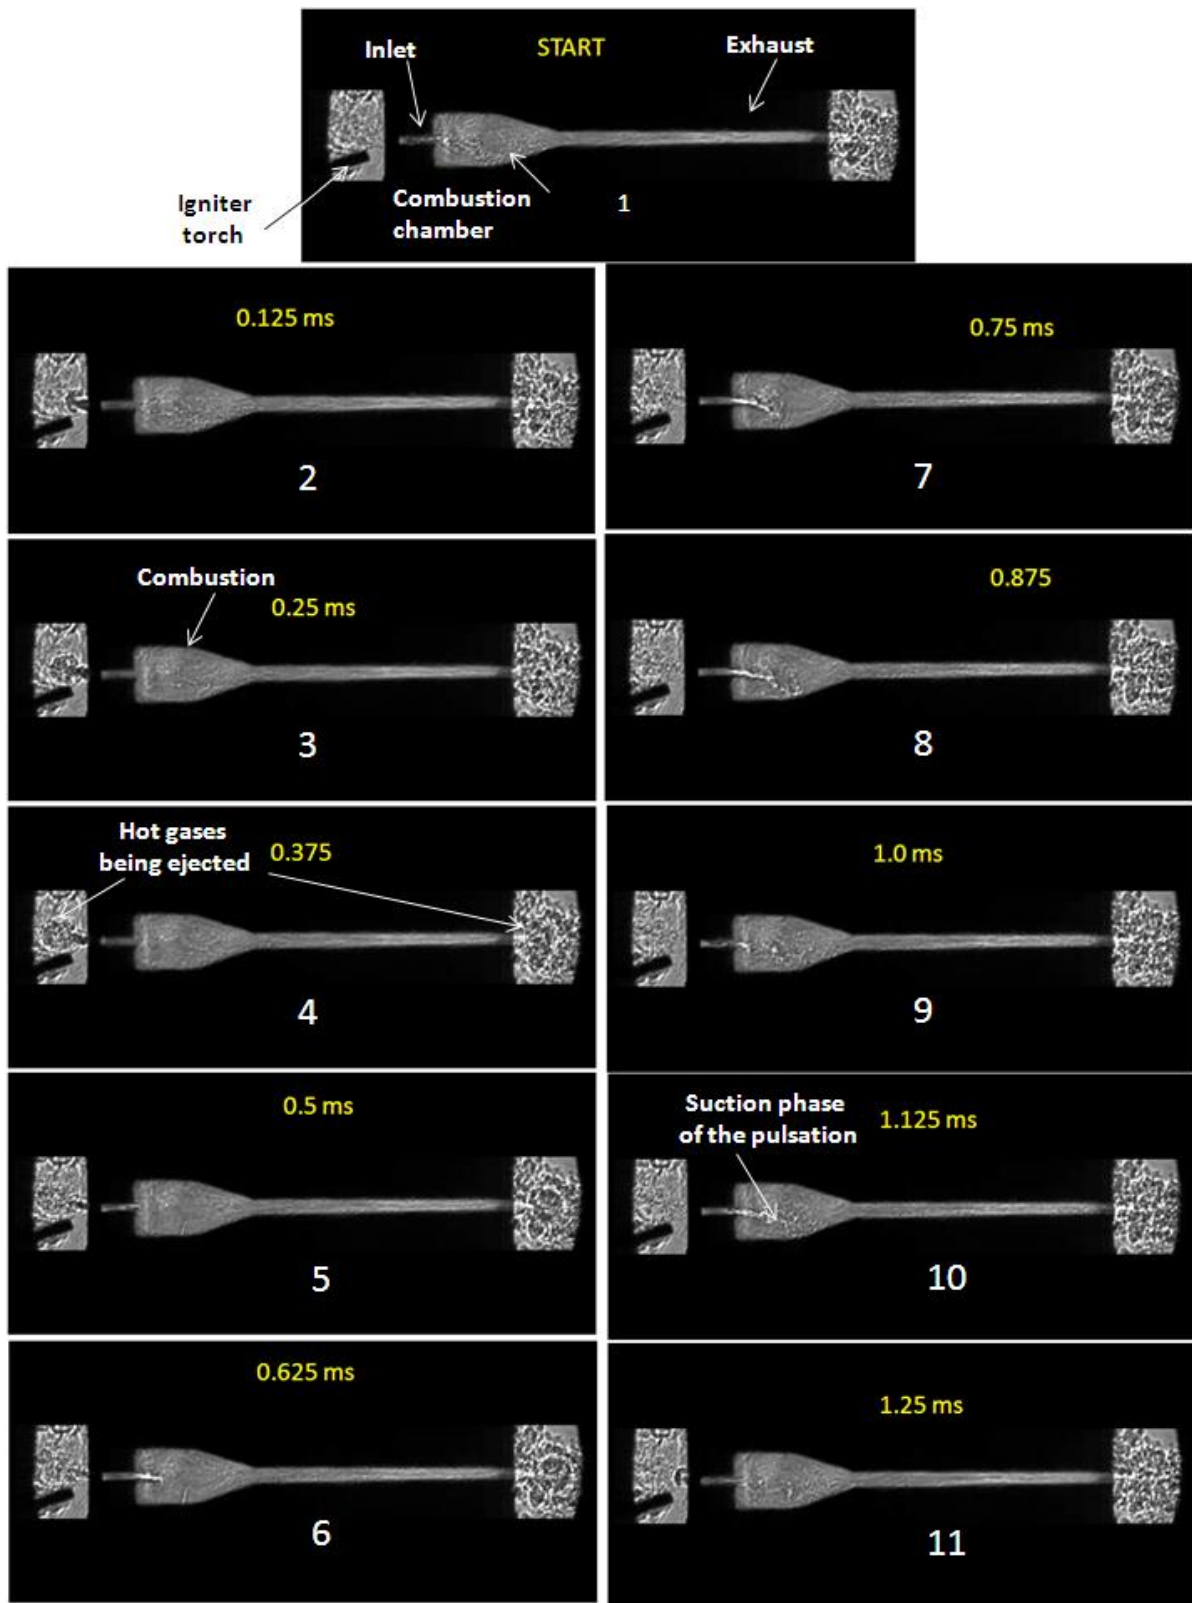 Inlet
START
Exhaust
Igniter
torch
Combustion
chamber
1
0.125 ms
2
Combustion
0.25 ms
3
Hot gases
being ejected
0.375
4
0.5 ms
5
0.625 ms
6
0.75 ms
7
0.875
8
1.0 ms
9
Suction phase
of the pulsation
1.125 ms
10
1.25 ms
11